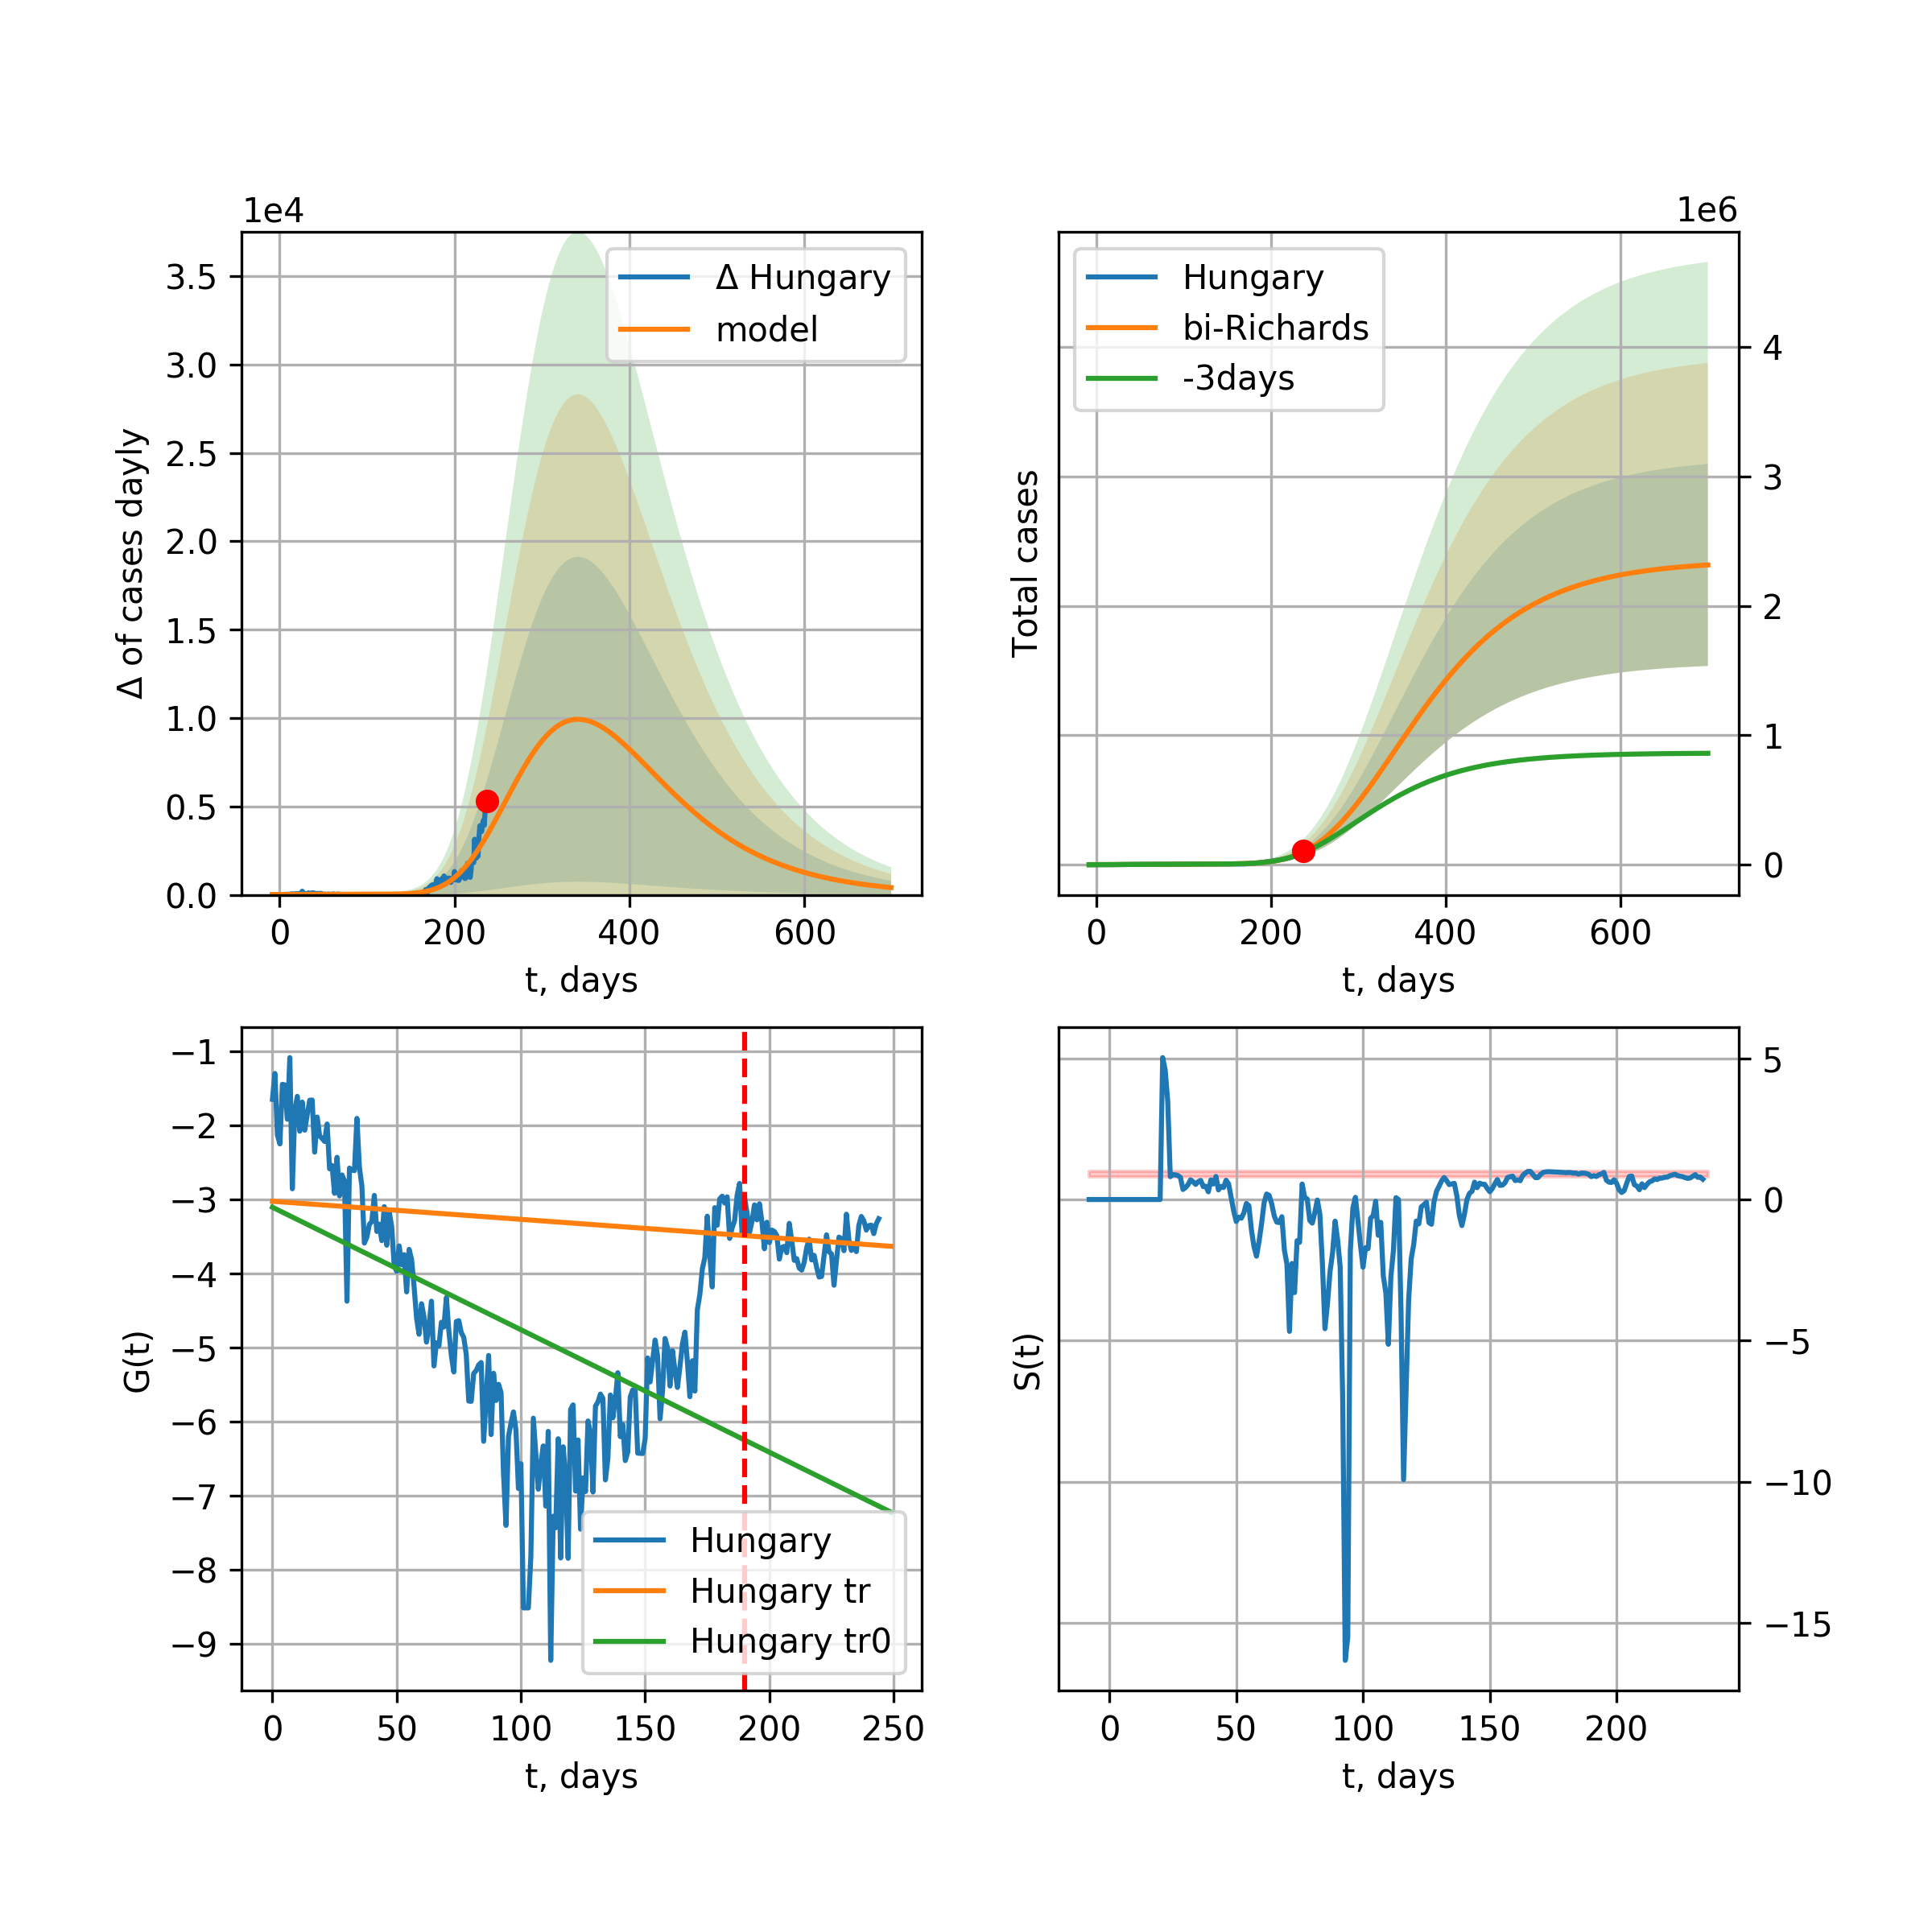 1e4
3.5
3.0
2.5
2.0
1.5
1.0
0.5
0.0
Δ of cases dayly
Δ Hungary
model
0 200 400 600
t, days
1e6
Hungary
bi-Richards
-3days
Total cases
4
3
2
1
0
0 200 400 600
t, days
−1
−2
−3
−4
−5
−6
−7
−8
−9
G(t)
Hungary
Hungary tr
Hungary tr0
0 50 100 150 200 250
t, days
S(t)
5
0
−5
−10
−15
0 50 100 150 200
t, days